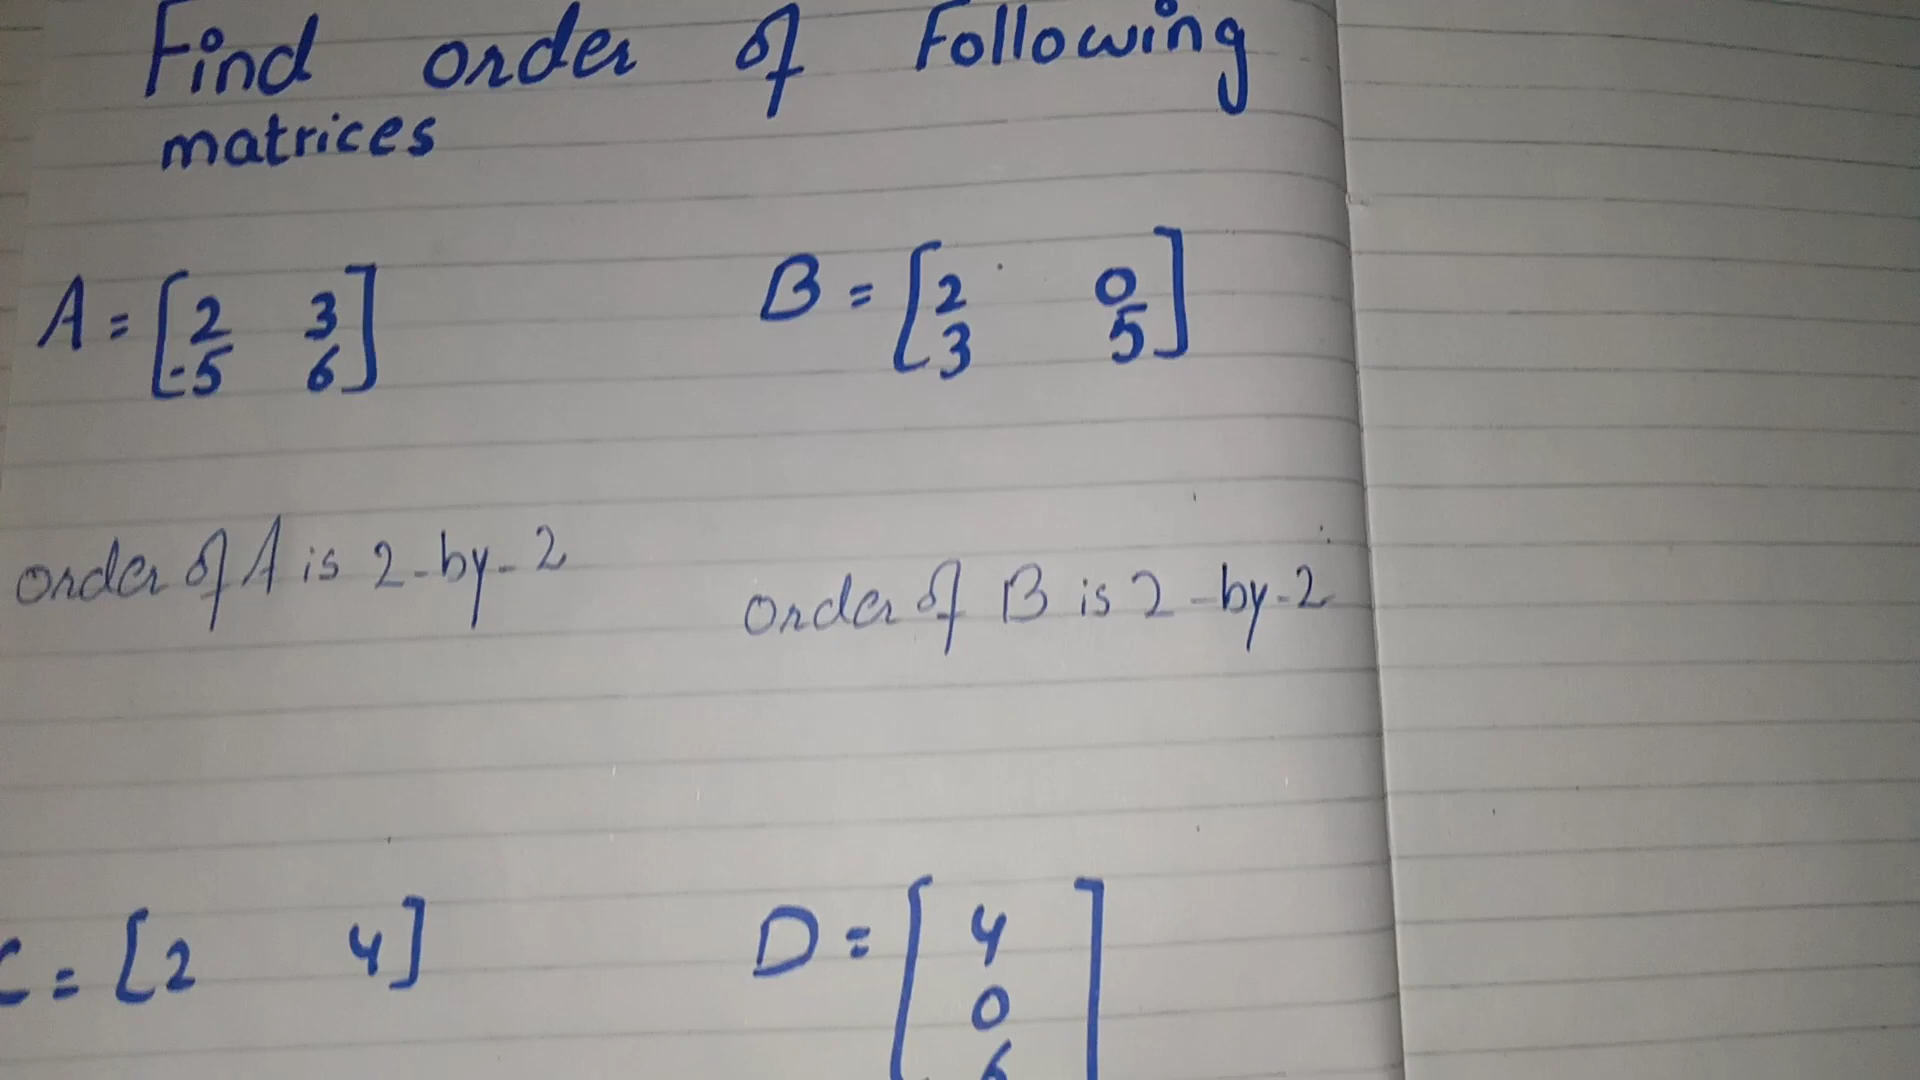 Find order of Following
matrices
A = [2 3
-5 6]
B = [2 0
3 5]
order of A is 2-by-2
order of B is 2-by-2
C = [2 4]
D = [4
0
6